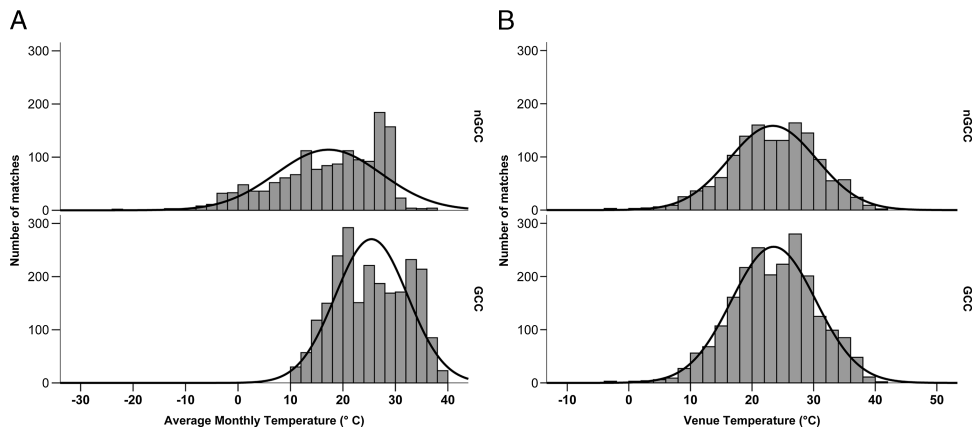 A
B
300
200
100
0
nGCC
300
200
100
0
nGCC
Number of matches
Number of matches
300
200
100
0
GCC
300
200
100
0
GCC
-30 -20 -10 0 10 20 30 40
-10 0 10 20 30 40 50
Average Monthly Temperature (° C)
Venue Temperature (°C)